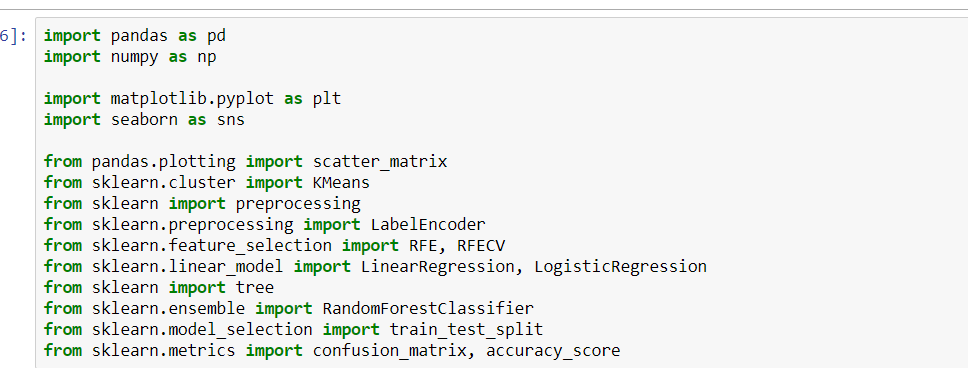 6]:
import pandas as pd
import numpy as np
import matplotlib.pyplot as plt
import seaborn as sns
from pandas.plotting import scatter_matrix
from sklearn.cluster import KMeans
from sklearn import preprocessing
from sklearn.preprocessing import LabelEncoder
from sklearn.feature_selection import RFE, RFECV
from sklearn.linear_model import LinearRegression, LogisticRegression
from sklearn import tree
from sklearn.ensemble import RandomForestClassifier
from sklearn.model_selection import train_test_split
from sklearn.metrics import confusion_matrix, accuracy_score